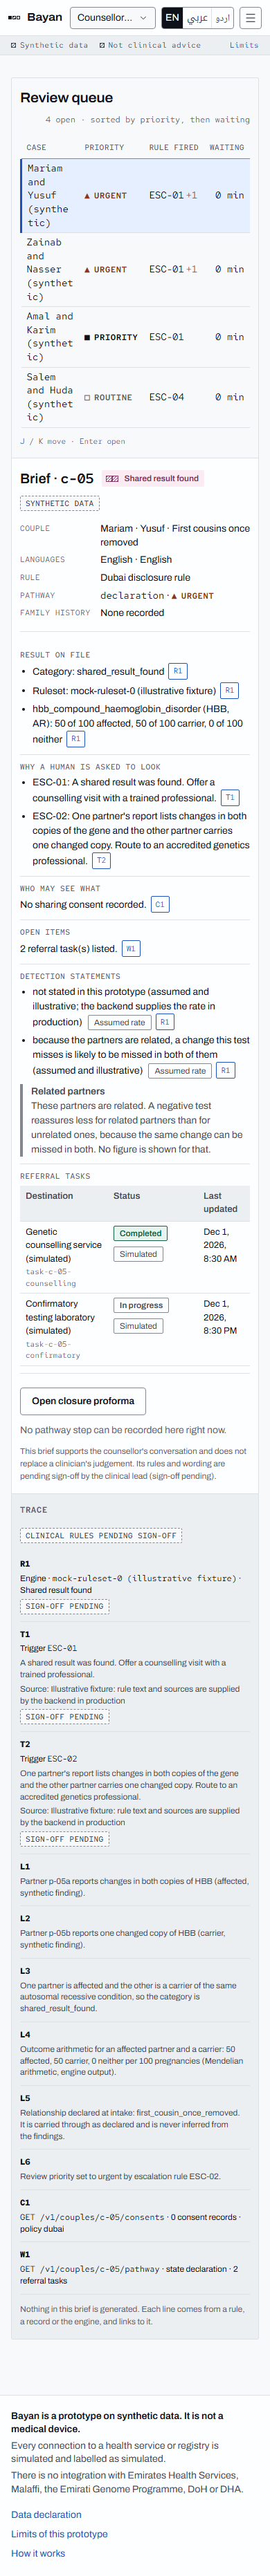 Bayan
Counsellor...
EN
عربي
اردو
Synthetic data
Not clinical advice
Limits
Review queue
4 open · sorted by priority, then waiting
CASE PRIORITY RULE FIRED WAITING
Mariam
and
Yusuf
(synthe
tic)
▲ URGENT ESC-01 +1 0 min
Zainab
and
Nasser
(synthet
ic)
▲ URGENT ESC-01 +1 0 min
Amal and
Karim
(synthet
ic)
■ PRIORITY ESC-01 0 min
Salem
and Huda
(synthet
ic)
□ ROUTINE ESC-04 0 min
J / K move · Enter open
Brief · c-05
Shared result found
SYNTHETIC DATA
COUPLE Mariam · Yusuf · First cousins once
removed
LANGUAGES English · English
RULE Dubai disclosure rule
PATHWAY declaration · ▲ URGENT
FAMILY HISTORY None recorded
RESULT ON FILE
• Category: shared_result_found R1
• Ruleset: mock-ruleset-0 (illustrative fixture) R1
• hbb_compound_haemoglobin_disorder (HBB,
AR): 50 of 100 affected, 50 of 100 carrier, 0 of 100
neither R1
WHY A HUMAN IS ASKED TO LOOK
• ESC-01: A shared result was found. Offer a
counselling visit with a trained professional. T1
• ESC-02: One partner's report lists changes in both
copies of the gene and the other partner carries
one changed copy. Route to an accredited genetics
professional. T2
WHO MAY SEE WHAT
No sharing consent recorded. C1
OPEN ITEMS
2 referral task(s) listed. W1
DETECTION STATEMENTS
• not stated in this prototype (assumed and
illustrative; the backend supplies the rate in
production) Assumed rate R1
• because the partners are related, a change this test
misses is likely to be missed in both of them
(assumed and illustrative) Assumed rate R1
Related partners
These partners are related. A negative test
reassures less for related partners than for
unrelated ones, because the same change can be
missed in both. No figure is shown for that.
REFERRAL TASKS
Destination Status Last
updated
Genetic
counselling service
(simulated)
task-c-05-
counselling
Completed
Simulated
Dec 1,
2026,
8:30 AM
Confirmatory
testing laboratory
(simulated)
task-c-05-
confirmatory
In progress
Simulated
Dec 1,
2026,
8:30 PM
Open closure proforma
No pathway step can be recorded here right now.
This brief supports the counsellor's conversation and does not
replace a clinician's judgement. Its rules and wording are
pending sign-off by the clinical lead (sign-off pending).
TRACE
CLINICAL RULES PENDING SIGN-OFF
R1
Engine · mock-ruleset-0 (illustrative fixture) ·
Shared result found
SIGN-OFF PENDING
T1
Trigger ESC-01
A shared result was found. Offer a counselling visit with a
trained professional.
Source: Illustrative fixture: rule text and sources are supplied
by the backend in production
SIGN-OFF PENDING
T2
Trigger ESC-02
One partner's report lists changes in both copies of the gene
and the other partner carries one changed copy. Route to an
accredited genetics professional.
Source: Illustrative fixture: rule text and sources are supplied
by the backend in production
SIGN-OFF PENDING
L1
Partner p-05a reports changes in both copies of HBB (affected,
synthetic finding).
L2
Partner p-05b reports one changed copy of HBB (carrier,
synthetic finding).
L3
One partner is affected and the other is a carrier of the same
autosomal recessive condition, so the category is
shared_result_found.
L4
Outcome arithmetic for an affected partner and a carrier: 50
affected, 50 carrier, 0 neither per 100 pregnancies (Mendelian
arithmetic, engine output).
L5
Relationship declared at intake: first_cousin_once_removed.
It is carried through as declared and is never inferred from
the findings.
L6
Review priority set to urgent by escalation rule ESC-02.
C1
GET /v1/couples/c-05/consents · 0 consent records ·
policy dubai
W1
GET /v1/couples/c-05/pathway · state declaration · 2
referral tasks
Nothing in this brief is generated. Each line comes from a rule,
a record or the engine, and links to it.
Bayan is a prototype on synthetic data. It is not a
medical device.
Every connection to a health service or registry is
simulated and labelled as simulated.
There is no integration with Emirates Health Services,
Malaffi, the Emirati Genome Programme, DoH or DHA.
Data declaration
Limits of this prototype
How it works